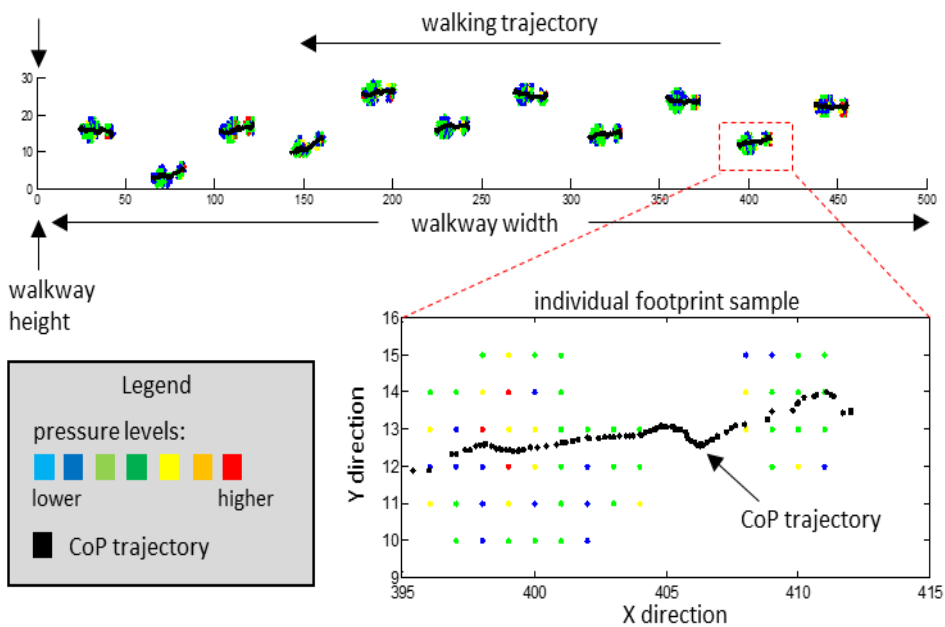 walking trajectory
30
20
10
0
0 50 100 150 200 250 300 350 400 450 500
walkway width
walkway
height
individual footprint sample
16
15
14
13
12
11
10
9
Y direction
CoP trajectory
395 400 405 410 415
X direction
Legend
pressure levels:
lower higher
CoP trajectory